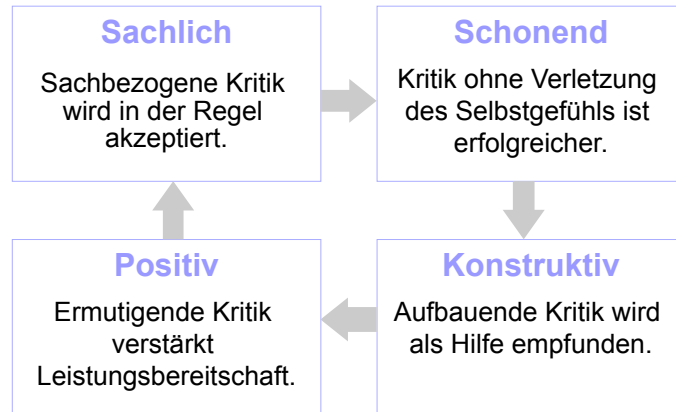 Sachlich
Sachbezogene Kritik
wird in der Regel
akzeptiert.
Schonend
Kritik ohne Verletzung
des Selbstgefühls ist
erfolgreicher.
Positiv
Ermutigende Kritik
verstärkt
Leistungsbereitschaft.
Konstruktiv
Aufbauende Kritik wird
als Hilfe empfunden.